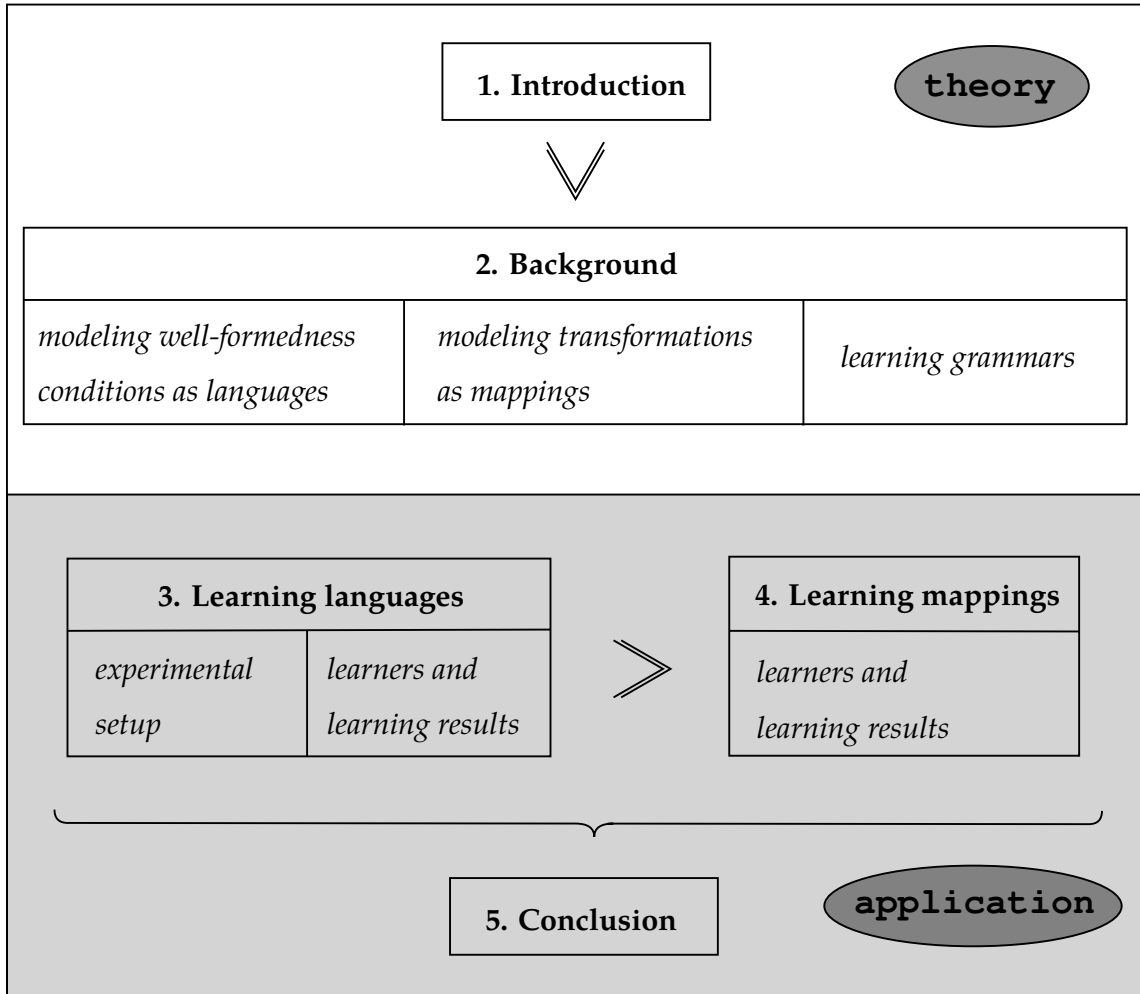 1. Introduction
theory
2. Background
modeling well-formedness
conditions as languages
modeling transformations
as mappings
learning grammars
3. Learning languages
experimental
setup
learners and
learning results
4. Learning mappings
learners and
learning results
5. Conclusion
application